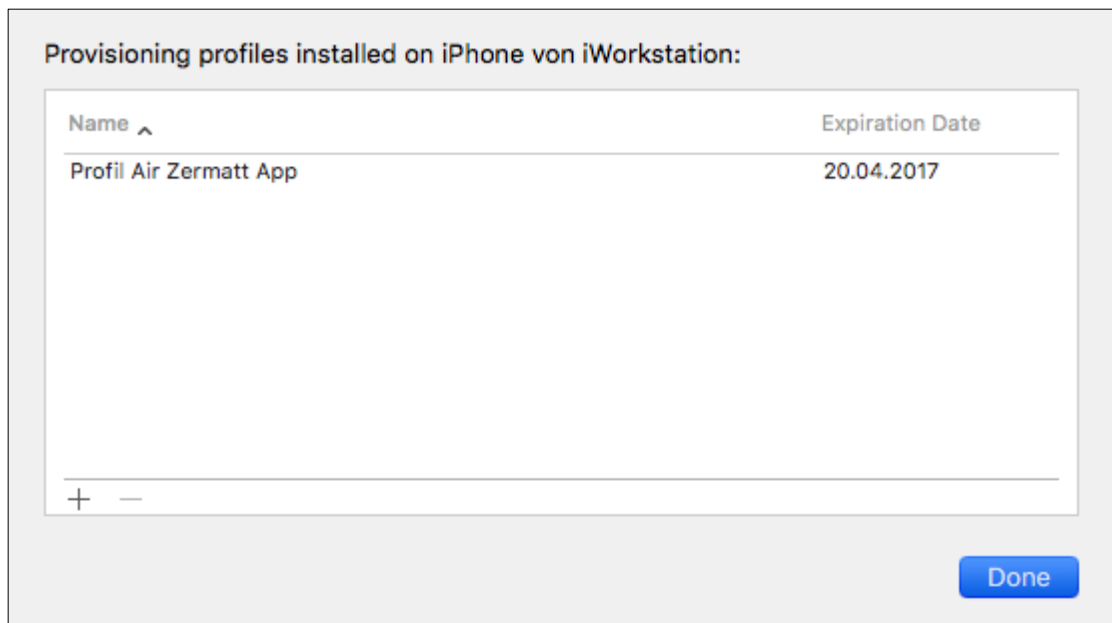 Provisioning profiles installed on iPhone von iWorkstation:
Name Expiration Date
Profil Air Zermatt App 20.04.2017
Done